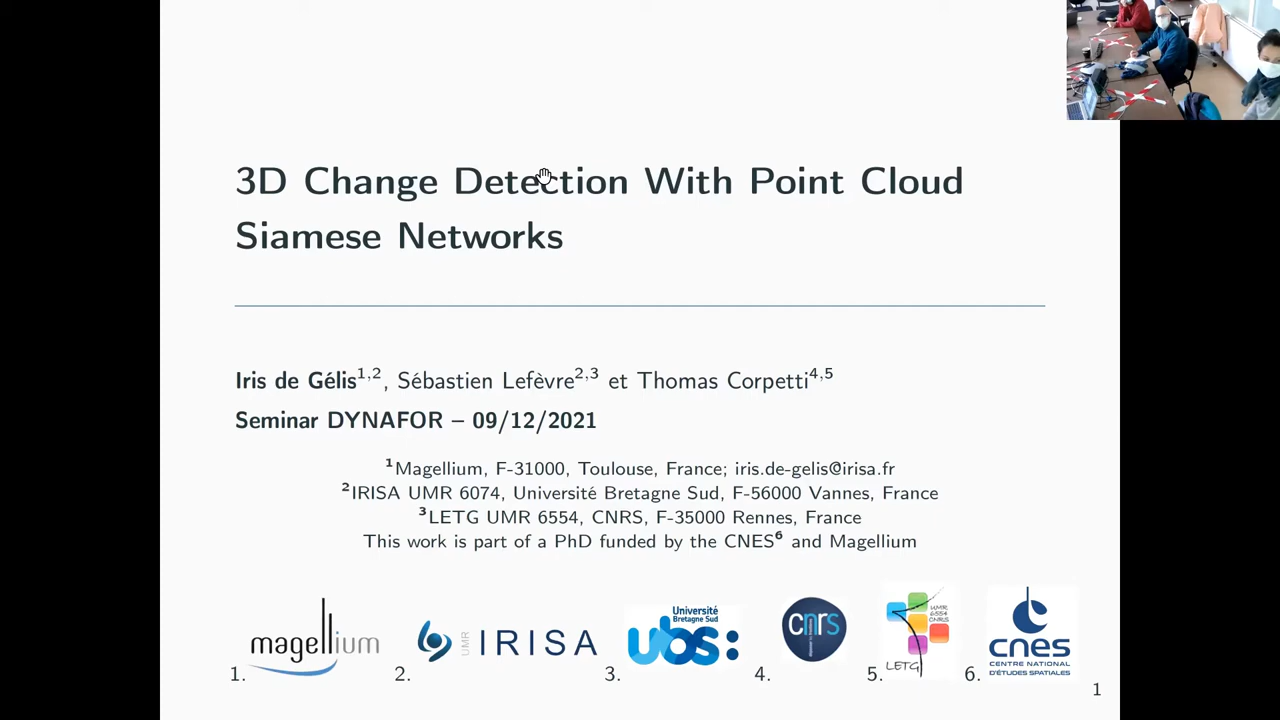 3D Change Detection With Point Cloud
Siamese Networks
Iris de Gélis1,2, Sébastien Lefèvre2,3 et Thomas Corpetti4,5
Seminar DYNAFOR – 09/12/2021
1Magellium, F-31000, Toulouse, France; iris.de-gelis@irisa.fr
2IRISA UMR 6074, Université Bretagne Sud, F-56000 Vannes, France
3LETG UMR 6554, CNRS, F-35000 Rennes, France
This work is part of a PhD funded by the CNES6 and Magellium
1. magellium
2. UMR IRISA
3. Université
Bretagne Sud
ubs:
4. cnrs
5. UMR
6554
CNRS
LETG
6. cnes
CENTRE NATIONAL
D'ÉTUDES SPATIALES
1